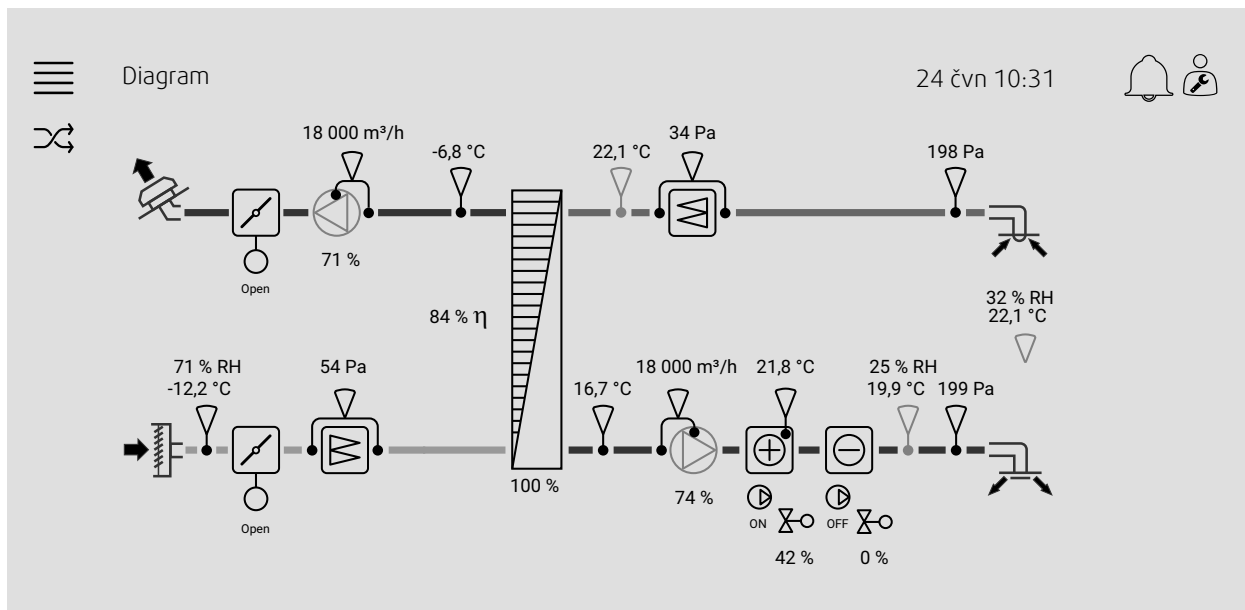 Diagram
24 čvn 10:31
18 000 m³/h
-6,8 °C
22,1 °C
34 Pa
198 Pa
71 %
Open
84 % η
32 % RH
22,1 °C
71 % RH
-12,2 °C
54 Pa
16,7 °C
18 000 m³/h
21,8 °C
25 % RH
19,9 °C
199 Pa
100 %
74 %
Open
ON
OFF
42 %
0 %